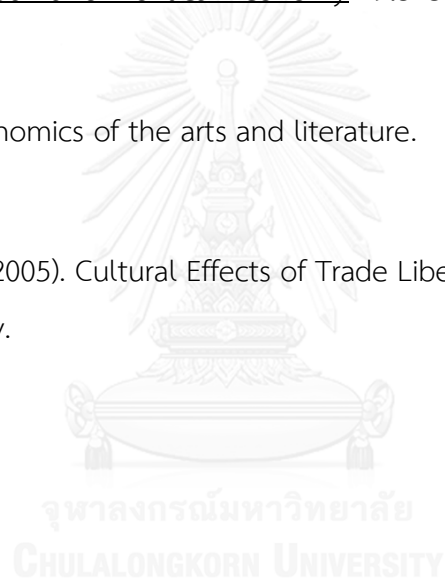 nomics of the arts and literature.
2005). Cultural Effects of Trade Libe
y.
จุฬาลงกรณ์มหาวิทยาลัย
CHULALONGKORN UNIVERSITY